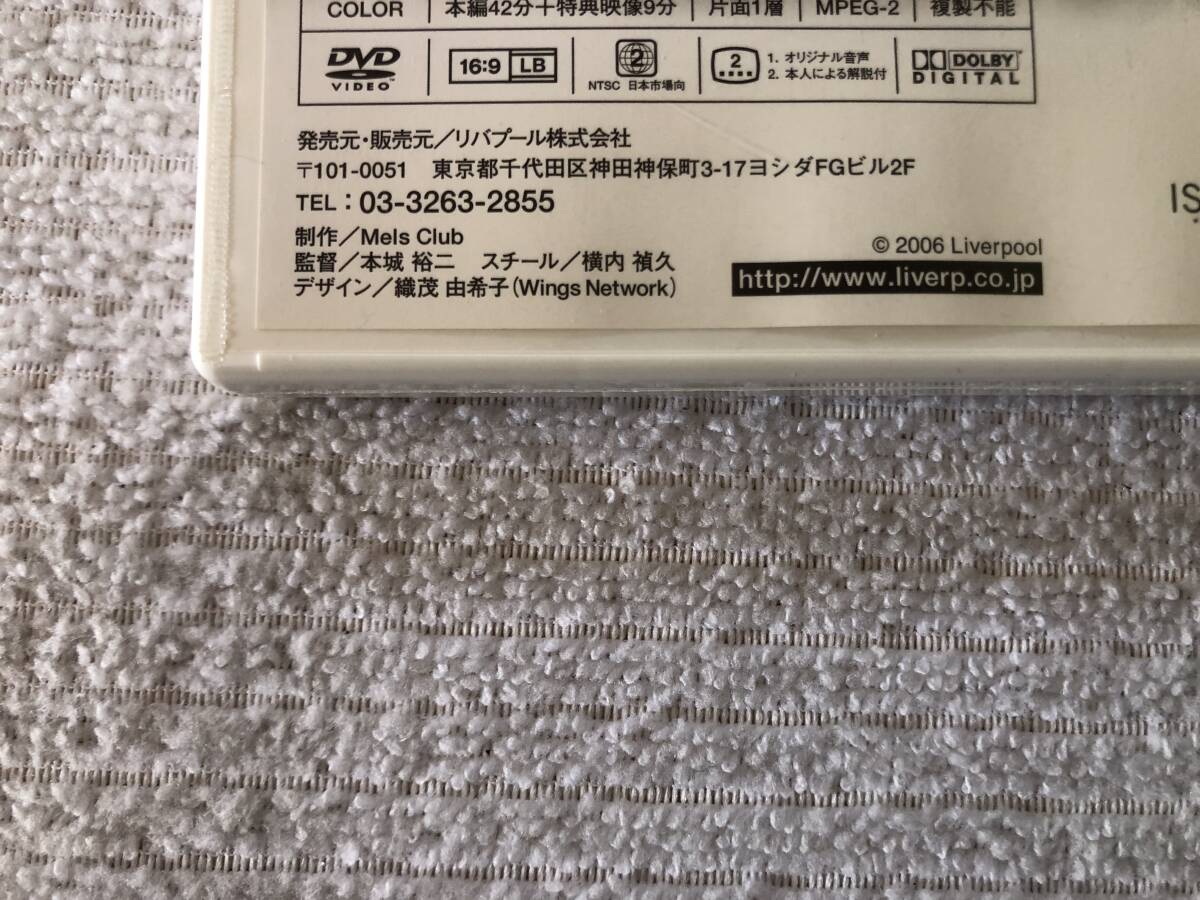 COLOR 本編42分+特典映像9分 片面1層 MPEG-2 複製不能
DVD VIDEO 16:9 LB 2 NTSC 日本市場向 2 1. オリジナル音声 DOLBY DIGITAL
2. 本人による解説付
発売元・販売元/リバプール株式会社
〒101-0051 東京都千代田区神田神保町3-17ヨシダFGビル2F
TEL:03-3263-2855
制作/Mels Club
監督/本城 裕二 スチール/横内 禎久
デザイン/織茂 由希子(Wings Network)
© 2006 Liverpool
http://www.liverp.co.jp
IS